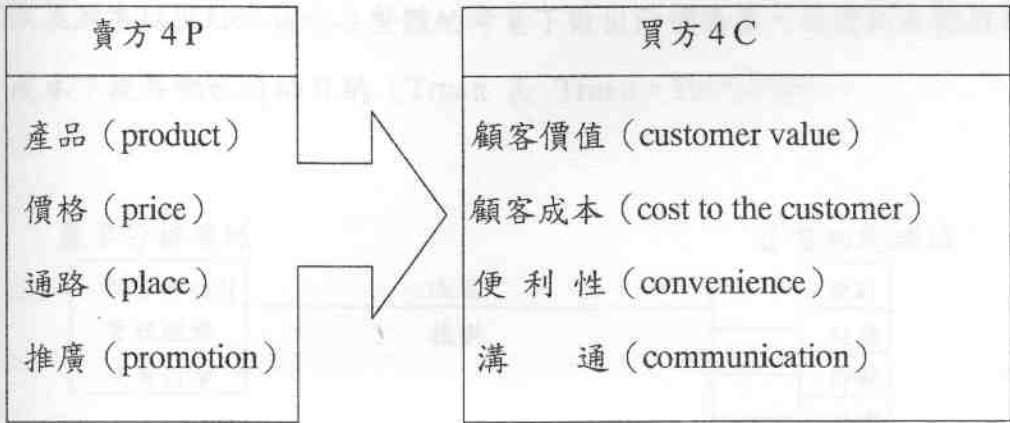 賣方 4 P
買方 4 C
產品（product）
顧客價值（customer value）
價格（price）
顧客成本（cost to the customer）
通路（place）
便 利 性（convenience）
推廣（promotion）
溝 通（communication）